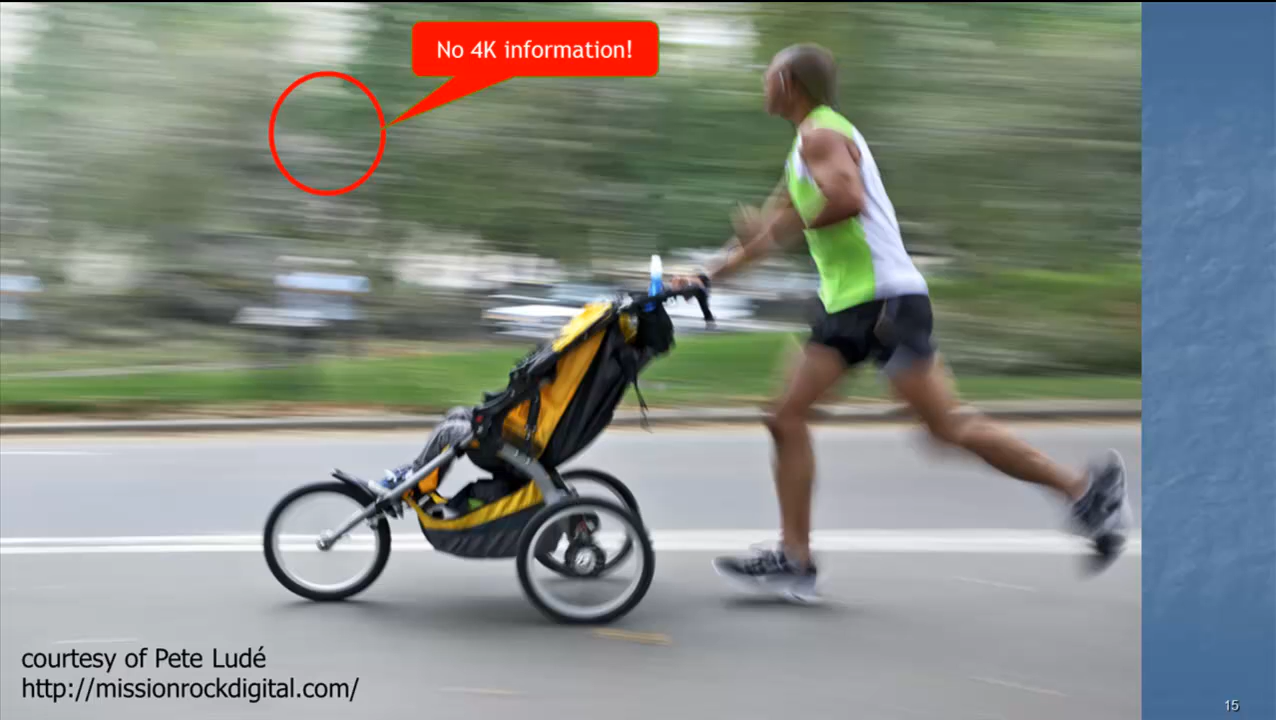 No 4K information!
courtesy of Pete Ludé
http://missionrockdigital.com/
15